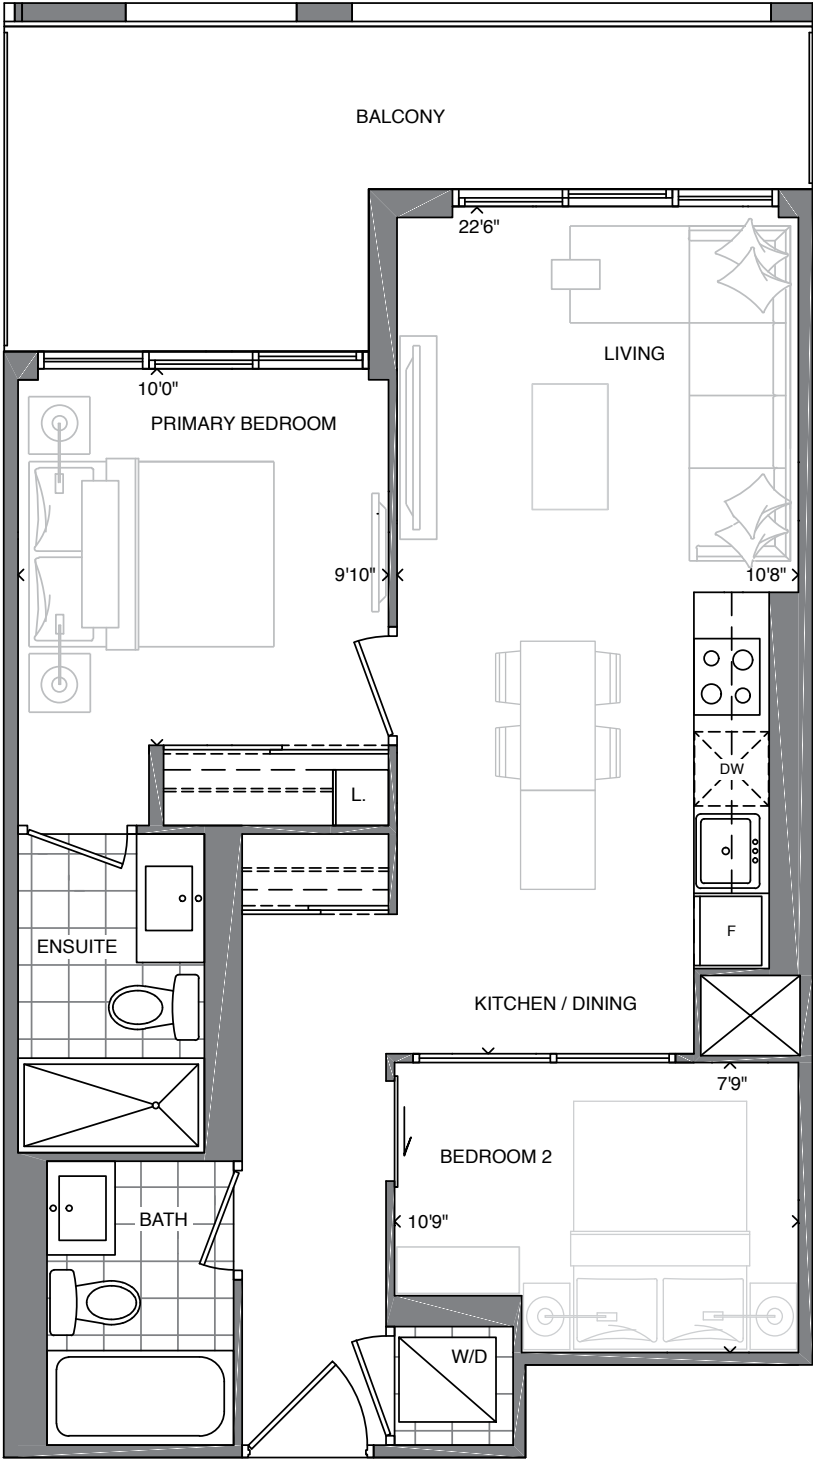 BALCONY
22'6"
LIVING
10'0"
PRIMARY BEDROOM
9'10"
10'8"
DW
L.
F
ENSUITE
KITCHEN / DINING
7'9"
BEDROOM 2
BATH
10'9"
W/D